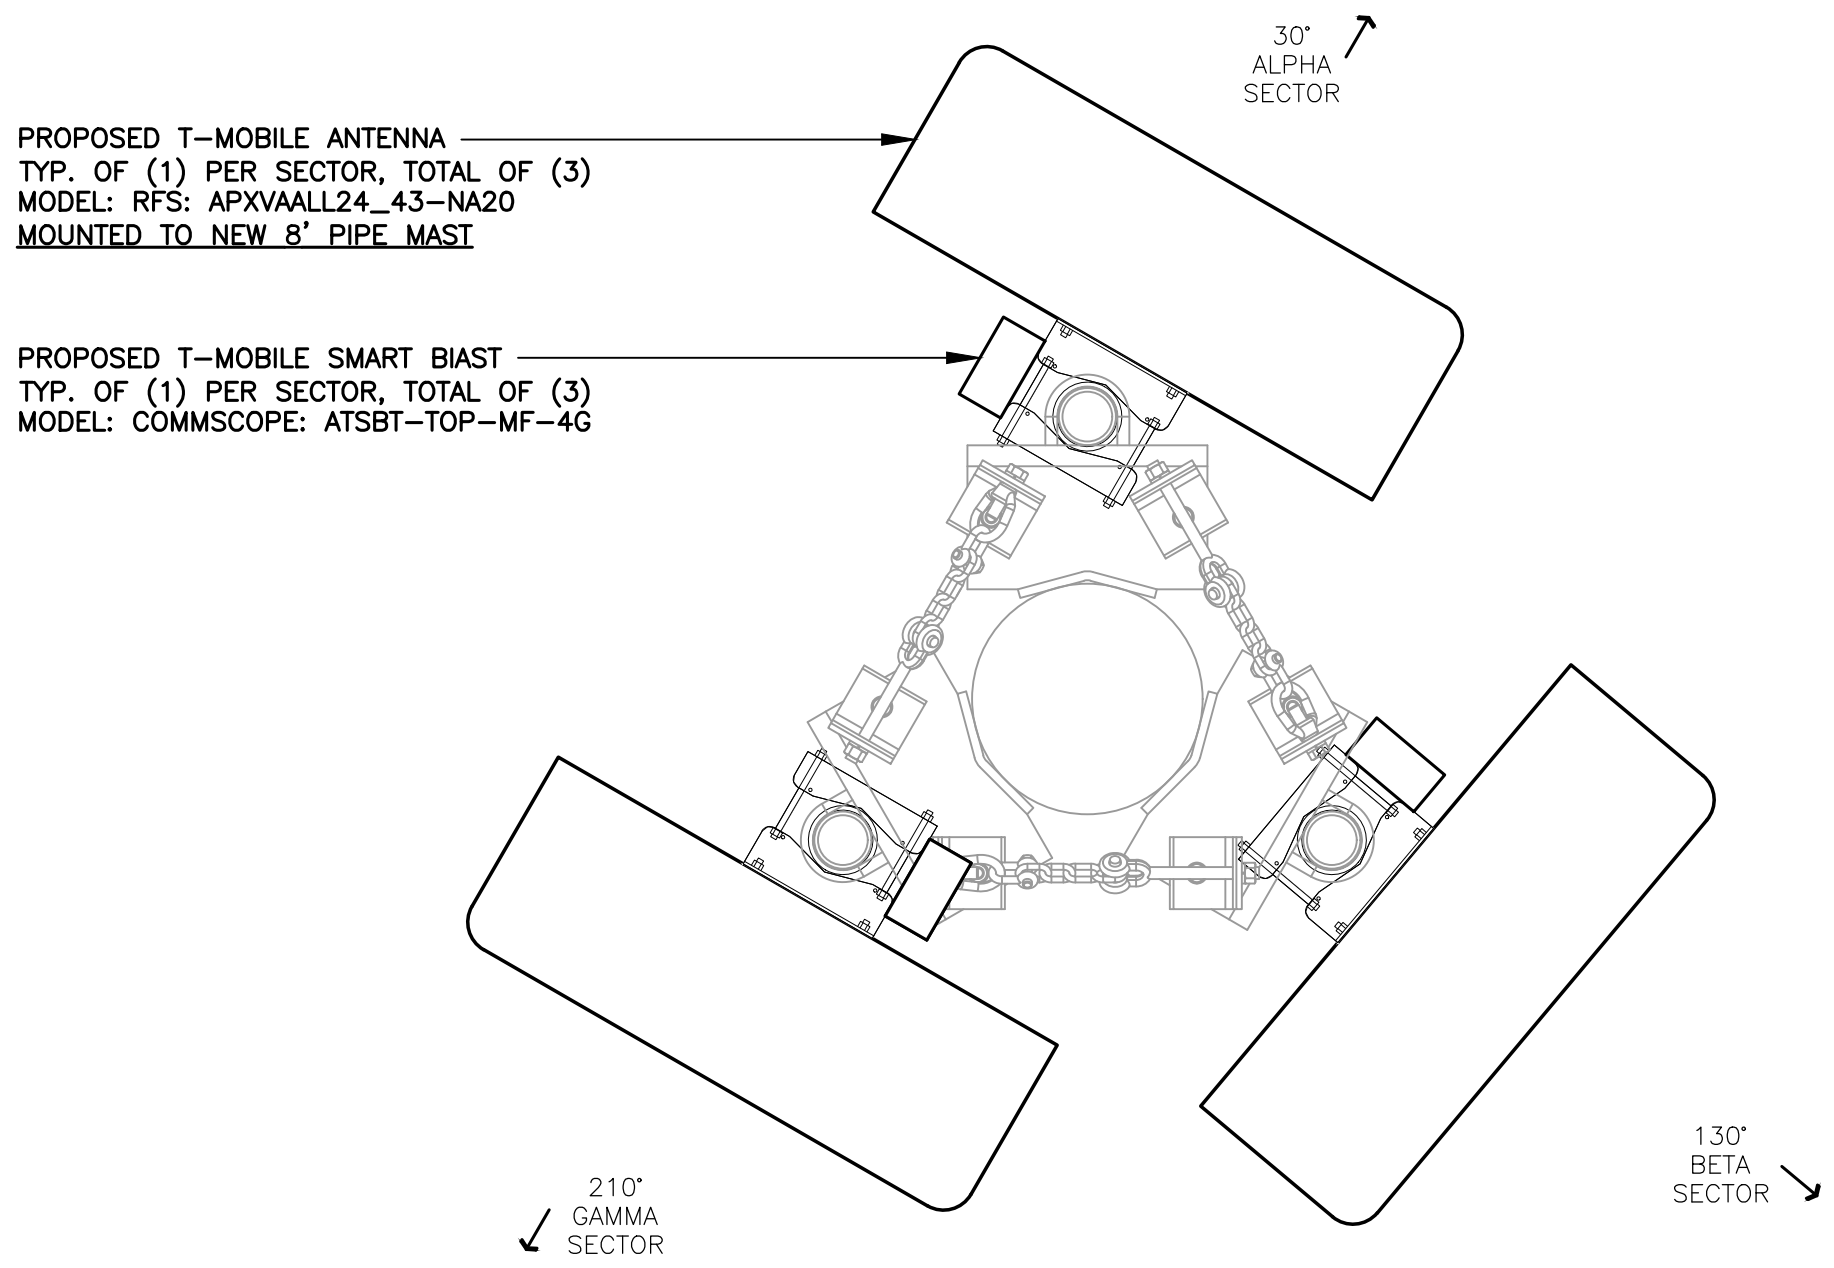 30°
ALPHA
SECTOR
PROPOSED T-MOBILE ANTENNA
TYP. OF (1) PER SECTOR, TOTAL OF (3)
MODEL: RFS: APXVAALL24_43-NA20
MOUNTED TO NEW 8' PIPE MAST
PROPOSED T-MOBILE SMART BIAST
TYP. OF (1) PER SECTOR, TOTAL OF (3)
MODEL: COMMSCOPE: ATSBT-TOP-MF-4G
130°
BETA
SECTOR
210°
GAMMA
SECTOR